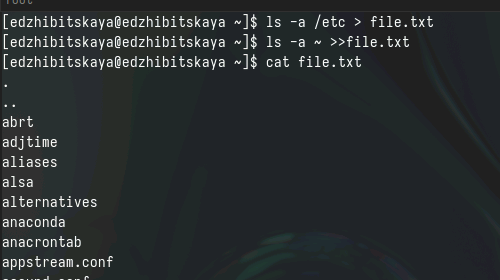 root
[edzhibitskaya@edzhibitskaya ~]$ ls -a /etc > file.txt
[edzhibitskaya@edzhibitskaya ~]$ ls -a ~ >>file.txt
[edzhibitskaya@edzhibitskaya ~]$ cat file.txt
.
..
abrt
adjtime
aliases
alsa
alternatives
anaconda
anacrontab
appstream.conf